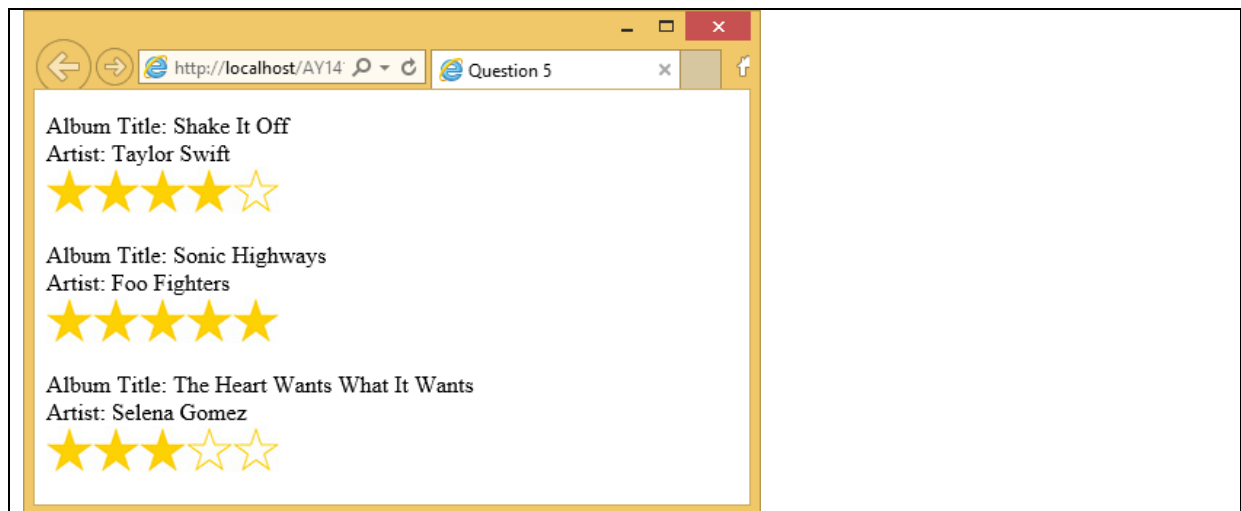 http://localhost/AY14
Question 5
Album Title: Shake It Off
Artist: Taylor Swift
Album Title: Sonic Highways
Artist: Foo Fighters
Album Title: The Heart Wants What It Wants
Artist: Selena Gomez